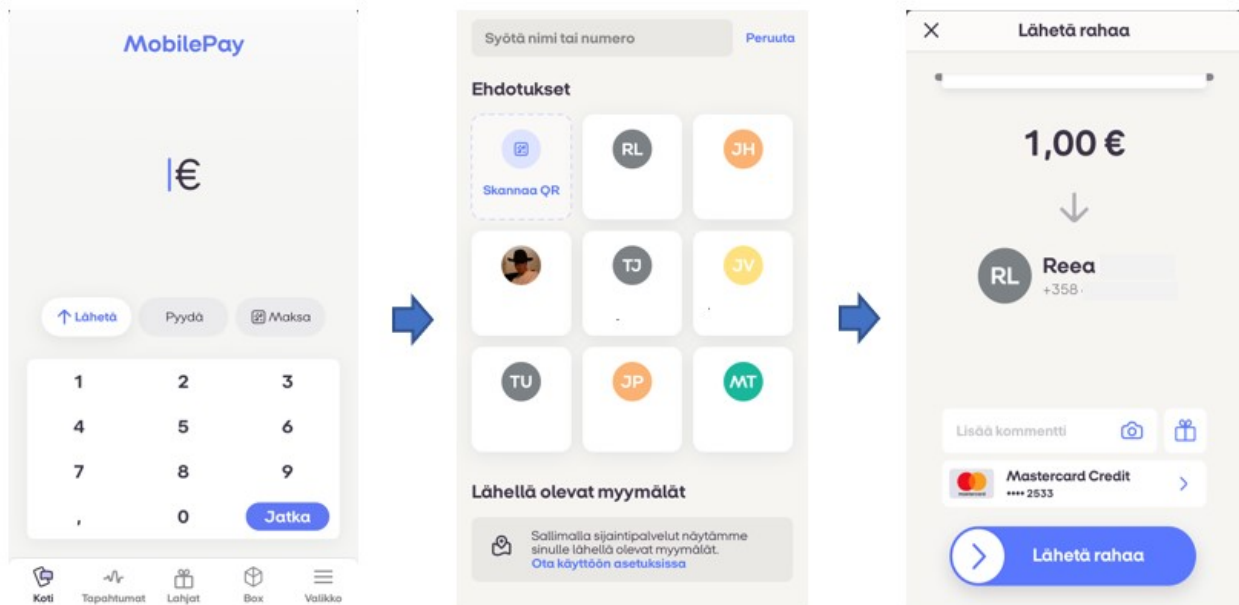 MobilePay
€
Lähetä Pyydä Maksa
1 2 3
4 5 6
7 8 9
, 0 Jatka
Koti Tapahtumat Lahjat Box Valikko
Syötä nimi tai numero Peruuta
Ehdotukset
Skannaa QR RL JH
TJ JV
TU JP MT
Lähellä olevat myymälät
Sallimalla sijaintipalvelut näytämme
sinulle lähellä olevat myymälät.
Ota käyttöön asetuksissa
Lähetä rahaa
1,00 €
RL Reea
+358
Lisää kommentti
mastercard Mastercard Credit
•••• 2533
Lähetä rahaa